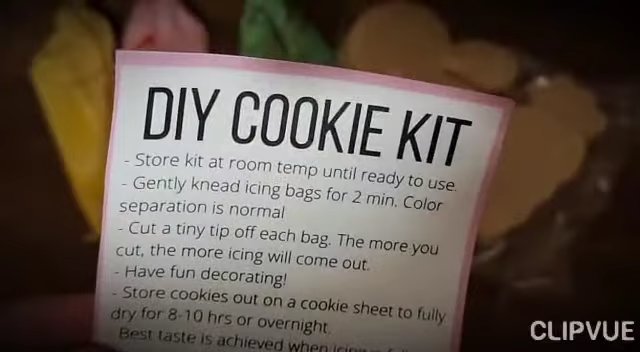 DIY COOKIE KIT
- Store kit at room temp until ready to use.
- Gently knead icing bags for 2 min. Color
separation is normal
- Cut a tiny tip off each bag. The more you
cut, the more icing will come out.
- Have fun decorating!
- Store cookies out on a cookie sheet to fully
dry for 8-10 hrs or overnight.
Best taste is achieved when icing
CLIPVUE